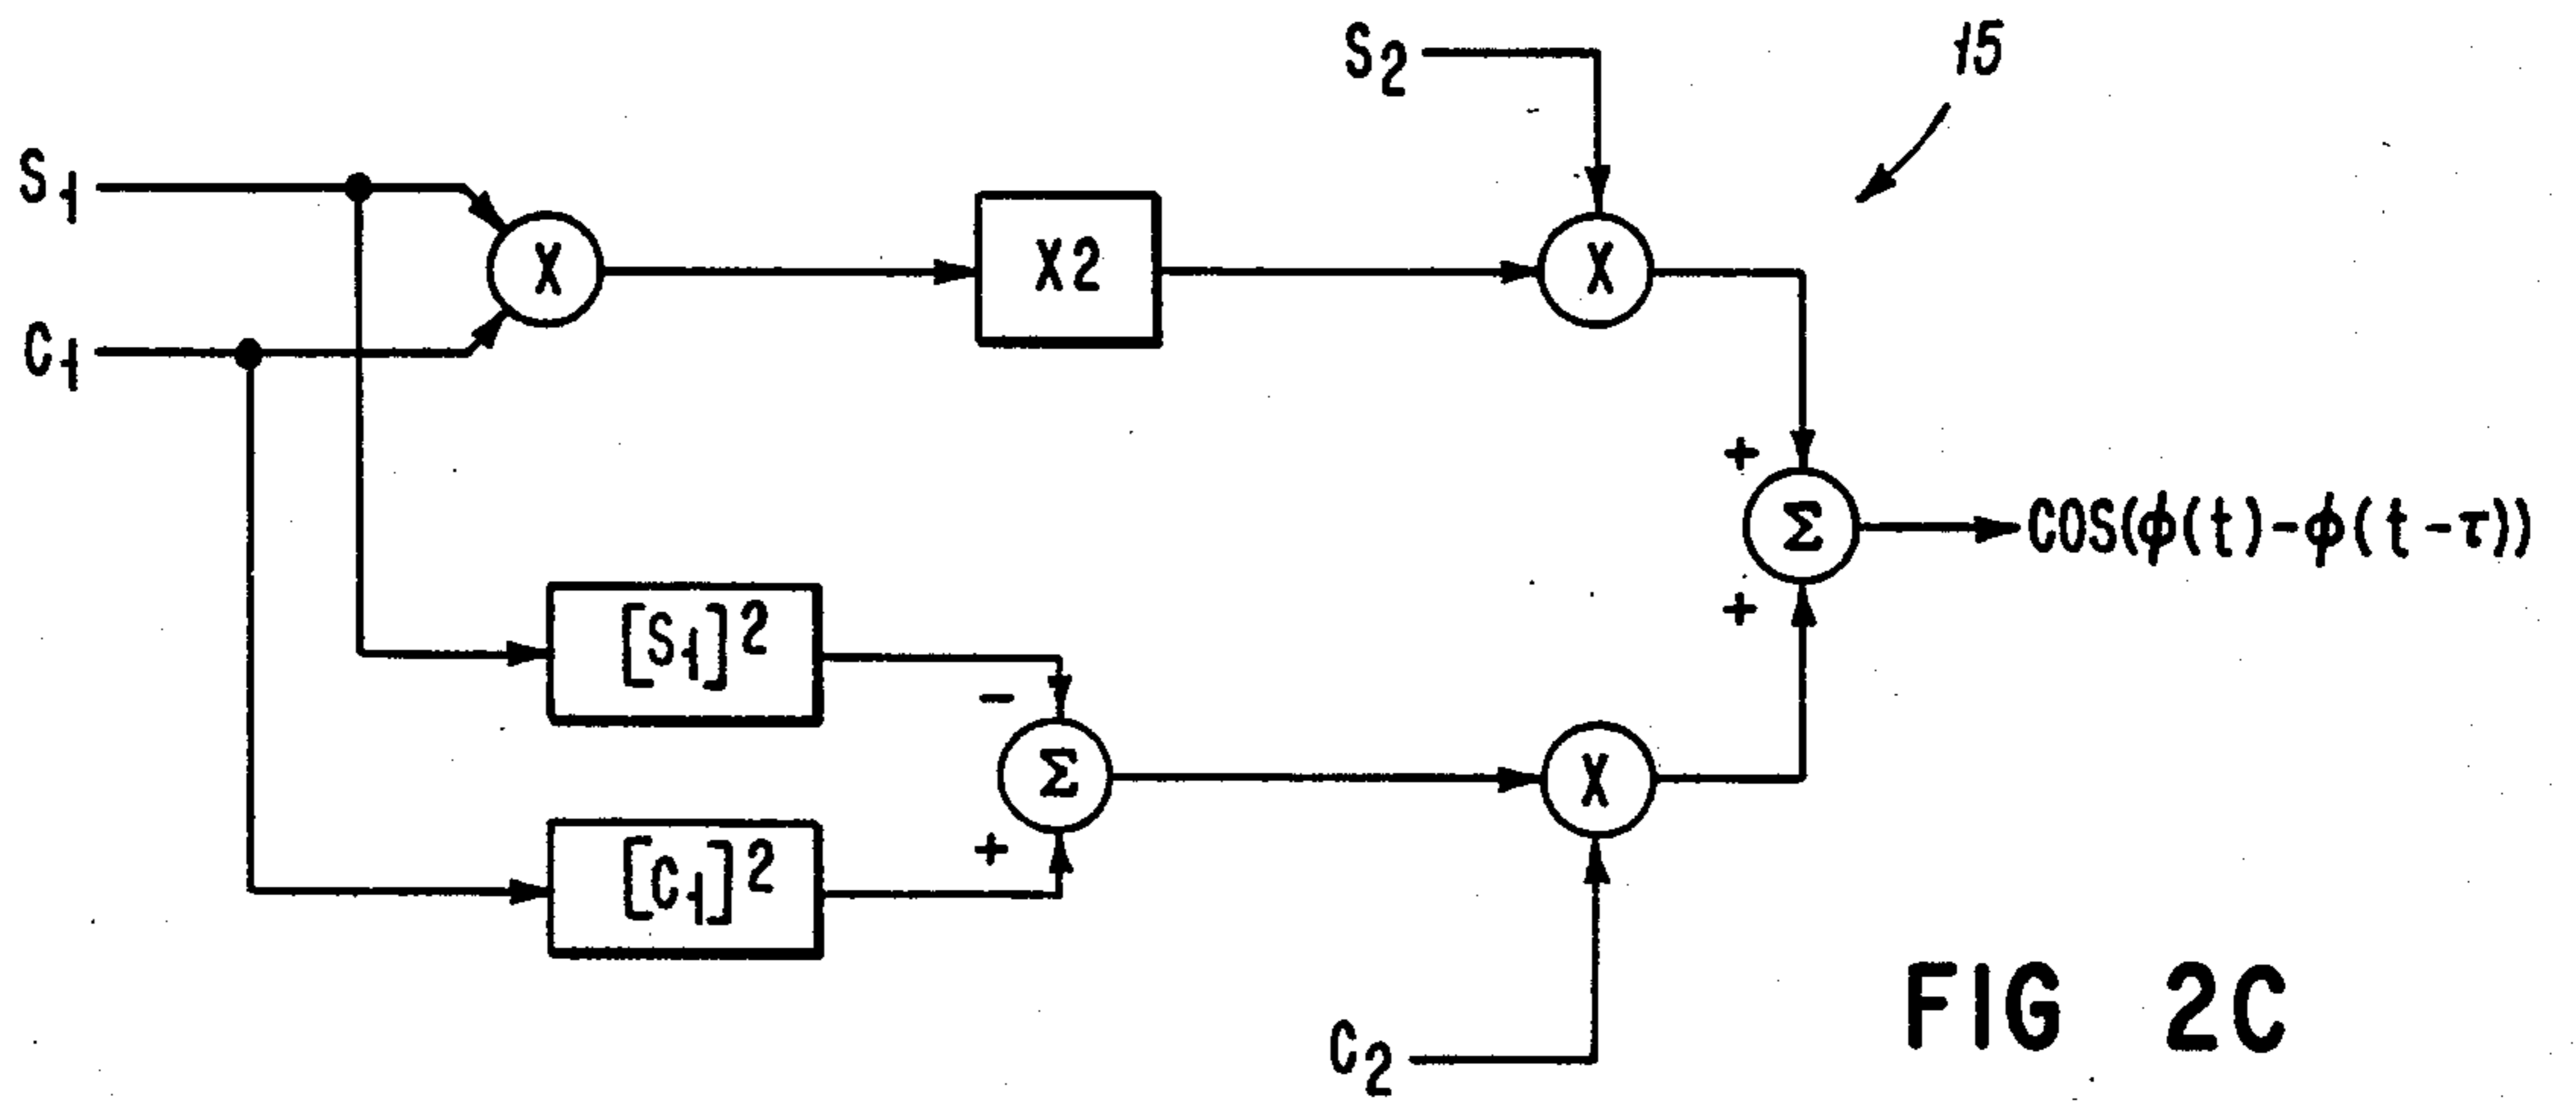 S₂
15
S₁
X
X2
X
C₁
+
Σ
COS(ϕ(t)-ϕ(t-τ))
+
[S₁]²
-
Σ
X
+
[C₁]²
C₂
FIG 2C